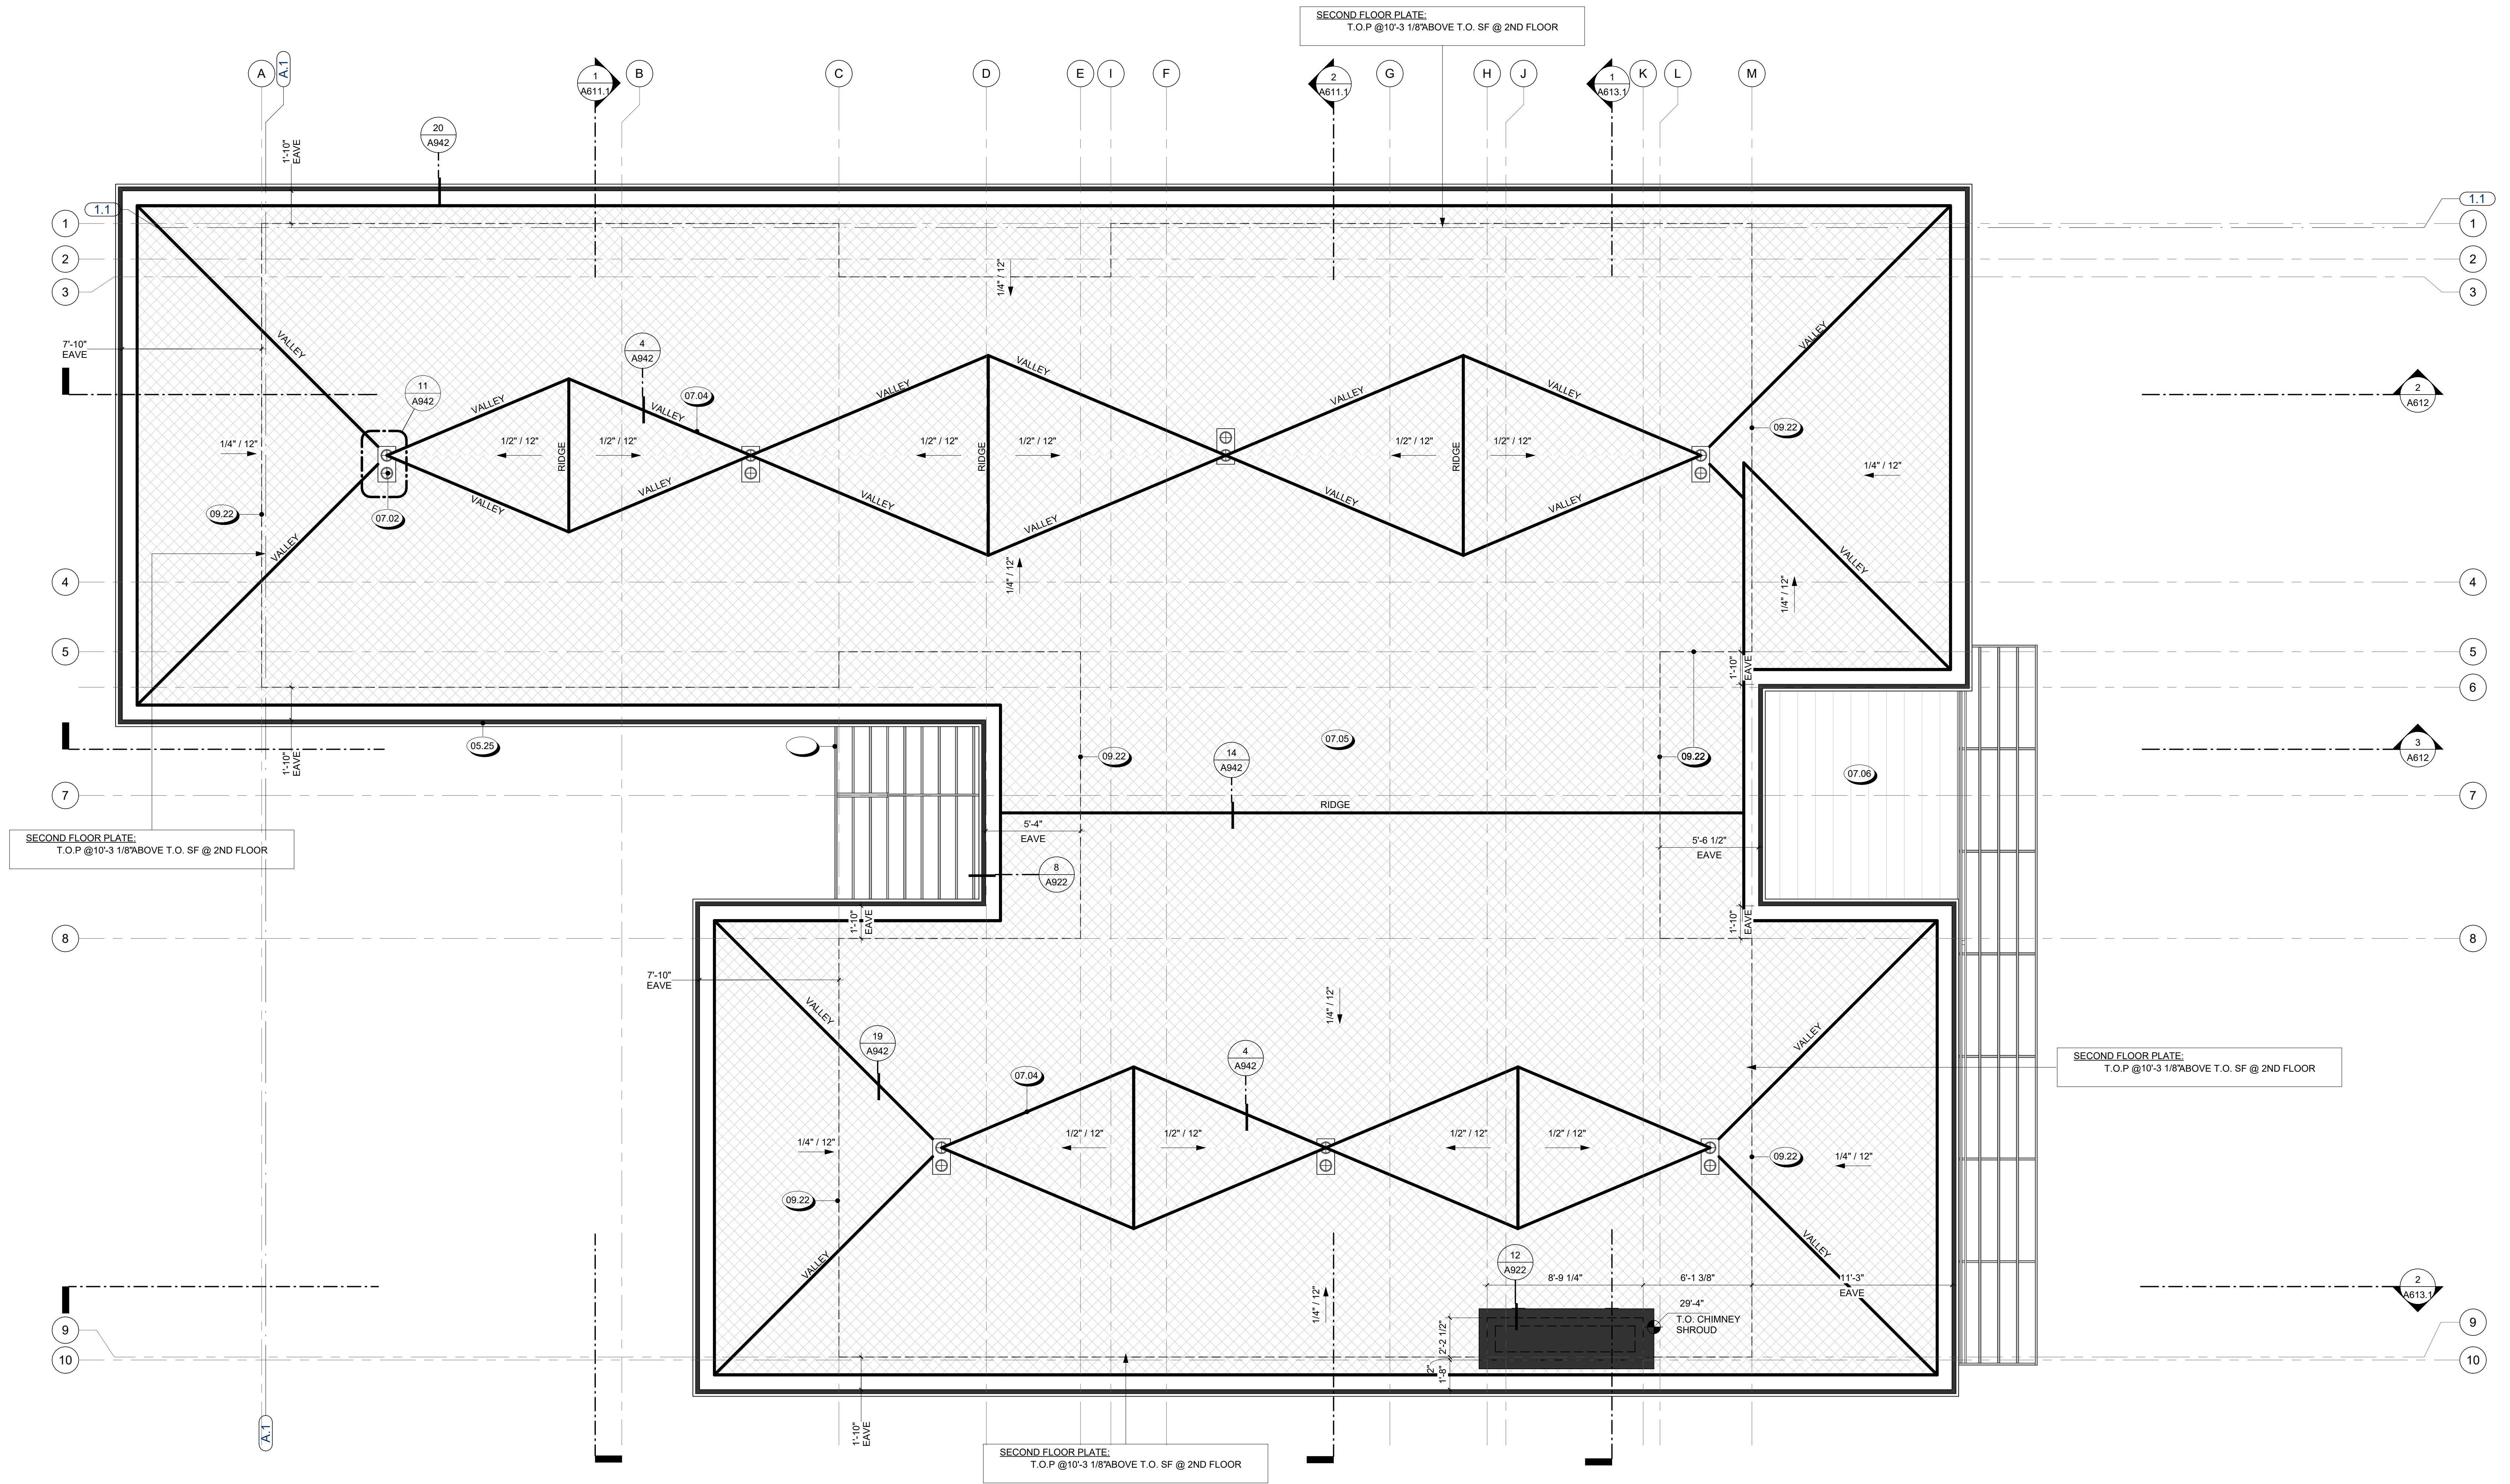 SECOND FLOOR PLATE:
T.O.P @10'-3 1/8"ABOVE T.O. SF @ 2ND FLOOR
A
A.1
1
A611.1
B
C
D
E
I
F
2
A611.1
G
H
J
1
A613.1
K
L
M
20
A942
1'-10"
EAVE
1.1
1.1
1
1
2
2
3
3
1/4" / 12"
7'-10"
EAVE
VALLEY
4
A942
VALLEY
VALLEY
VALLEY
VALLEY
VALLEY
VALLEY
VALLEY
11
A942
07.04
2
A612
09.22
1/4" / 12"
1/2" / 12"
RIDGE
1/2" / 12"
1/2" / 12"
RIDGE
1/2" / 12"
1/2" / 12"
RIDGE
1/2" / 12"
1/4" / 12"
09.22
07.02
VALLEY
VALLEY
VALLEY
VALLEY
VALLEY
VALLEY
VALLEY
VALLEY
4
1/4" / 12"
1/4" / 12"
4
5
1'-10"
EAVE
5
6
05.25
1'-10"
EAVE
09.22
14
A942
07.05
09.22
07.06
3
A612
7
RIDGE
7
SECOND FLOOR PLATE:
T.O.P @10'-3 1/8"ABOVE T.O. SF @ 2ND FLOOR
5'-4"
EAVE
5'-6 1/2"
EAVE
8
A922
1'-10"
EAVE
1'-10"
EAVE
8
8
7'-10"
EAVE
VALLEY
1/4" / 12"
VALLEY
19
A942
4
A942
07.04
SECOND FLOOR PLATE:
T.O.P @10'-3 1/8"ABOVE T.O. SF @ 2ND FLOOR
1/4" / 12"
1/2" / 12"
1/2" / 12"
1/2" / 12"
1/2" / 12"
09.22
1/4" / 12"
09.22
VALLEY
VALLEY
12
A922
8'-9 1/4"
6'-1 3/8"
11'-3"
EAVE
2
A613.1
1/4" / 12"
29'-4"
T.O. CHIMNEY
SHROUD
2'-2 1/2"
2"
1'-8"
9
9
10
10
A.1
1'-10"
EAVE
SECOND FLOOR PLATE:
T.O.P @10'-3 1/8"ABOVE T.O. SF @ 2ND FLOOR